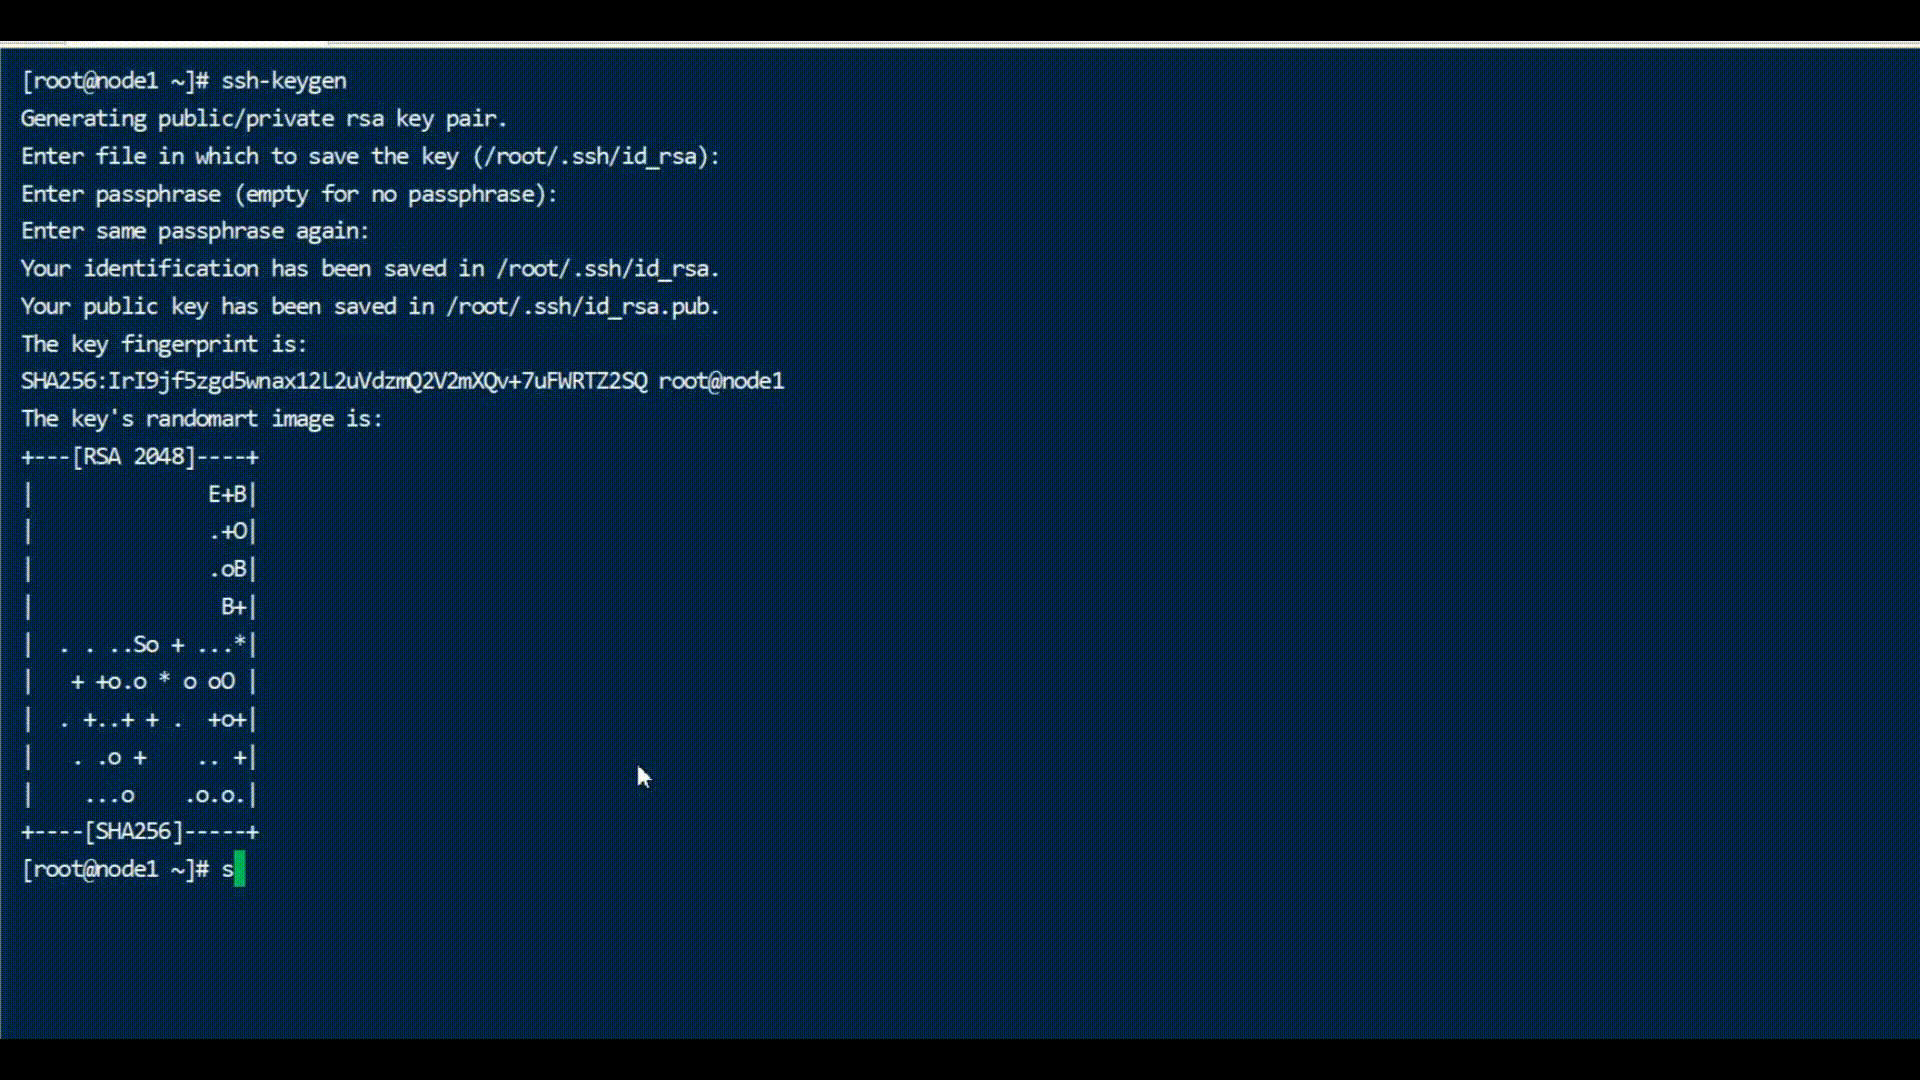 [root@node1 ~]# ssh-keygen
Generating public/private rsa key pair.
Enter file in which to save the key (/root/.ssh/id_rsa):
Enter passphrase (empty for no passphrase):
Enter same passphrase again:
Your identification has been saved in /root/.ssh/id_rsa.
Your public key has been saved in /root/.ssh/id_rsa.pub.
The key fingerprint is:
SHA256:IrI9jf5zgd5wnax12L2uVdzmQ2V2mXQv+7uFWRTZ2SQ root@node1
The key's randomart image is:
+---[RSA 2048]----+
|              E+B|
|              .+O|
|              .oB|
|               B+|
|  . . ..So + ...*|
|   + +o.o * o oO |
|  . +..+ + .  +o+|
|   . .o +    .. +|
|    ...o    .o.o.|
+----[SHA256]-----+
[root@node1 ~]# s